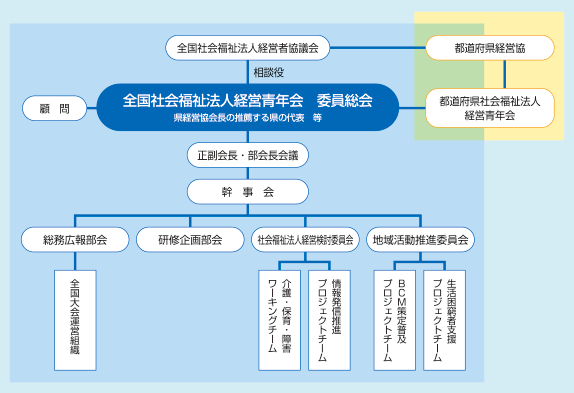 全国社会福祉法人経営者協議会
都道府県経営協
相談役
顧　問
全国社会福祉法人経営青年会　委員総会
県経営協会長の推薦する県の代表　等
都道府県社会福祉法人
経営青年会
正副会長・部会長会議
幹　事　会
総務広報部会
研修企画部会
社会福祉法人経営検討委員会
地域活動推進委員会
全国大会運営組織
介護・保育・障害
ワーキングチーム
情報発信推進
プロジェクトチーム
BCM策定普及
プロジェクトチーム
生活困窮者支援
プロジェクトチーム